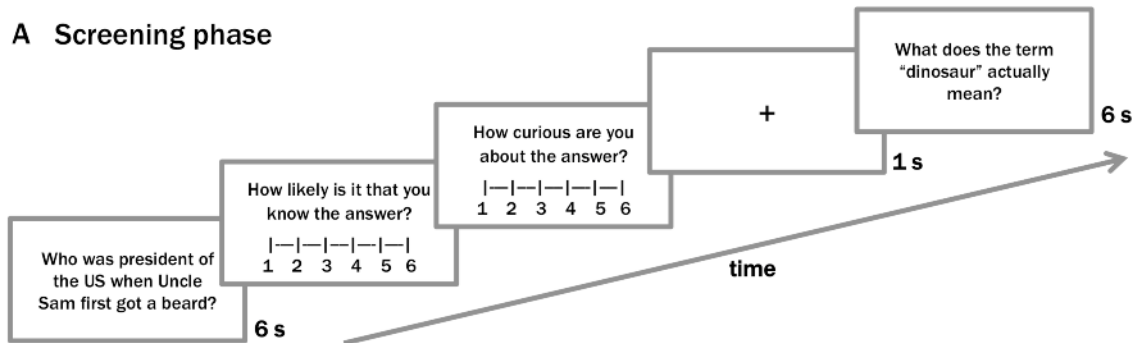 A Screening phase
Who was president of
the US when Uncle
Sam first got a beard?
6 s
How likely is it that you
know the answer?
1 2 3 4 5 6
How curious are you
about the answer?
1 2 3 4 5 6
+
1 s
What does the term
“dinosaur” actually
mean?
6 s
time